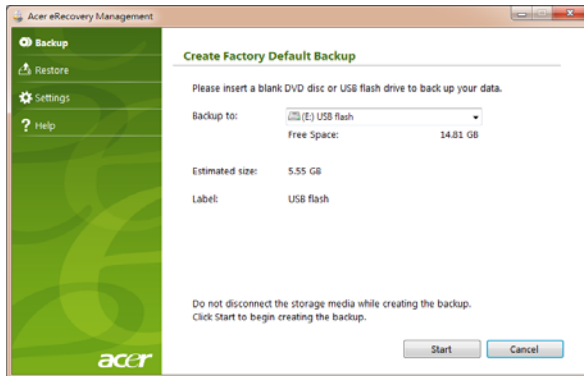 Acer eRecovery Management
Backup
Restore
Settings
? Help
Create Factory Default Backup
Please insert a blank DVD disc or USB flash drive to back up your data.
Backup to: (E:) USB flash
Free Space: 14.81 GB
Estimated size: 5.55 GB
Label: USB flash
Do not disconnect the storage media while creating the backup.
Click Start to begin creating the backup.
Start Cancel
acer